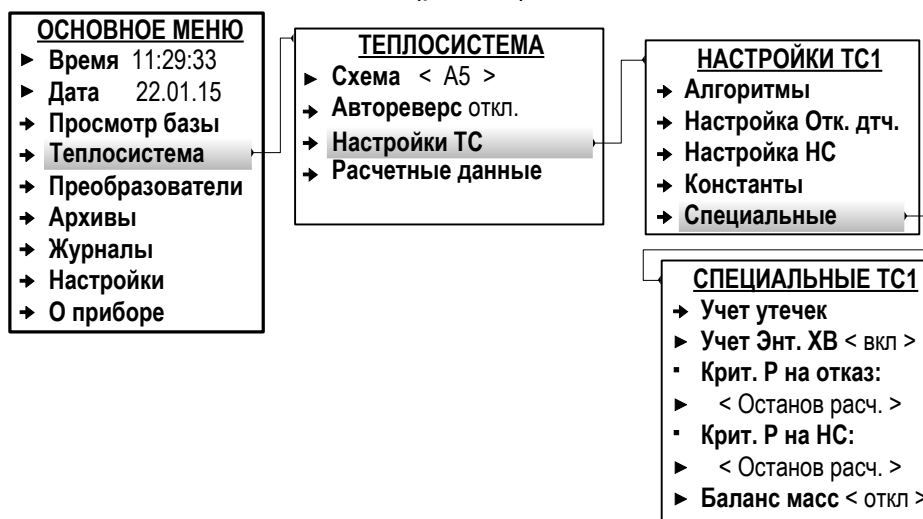 ОСНОВНОЕ МЕНЮ
Время 11:29:33
Дата 22.01.15
Просмотр базы
Теплосистема
Преобразователи
Архивы
Журналы
Настройки
О приборе
ТЕПЛОСИСТЕМА
Схема < А5 >
Автореверс откл.
Настройки ТС
Расчетные данные
НАСТРОЙКИ ТС1
Алгоритмы
Настройка Отк. дтч.
Настройка НС
Константы
Специальные
СПЕЦИАЛЬНЫЕ ТС1
Учет утечек
Учет Энт. ХВ < вкл >
Крит. Р на отказ:
< Останов расч. >
Крит. Р на НС:
< Останов расч. >
Баланс масс < откл >